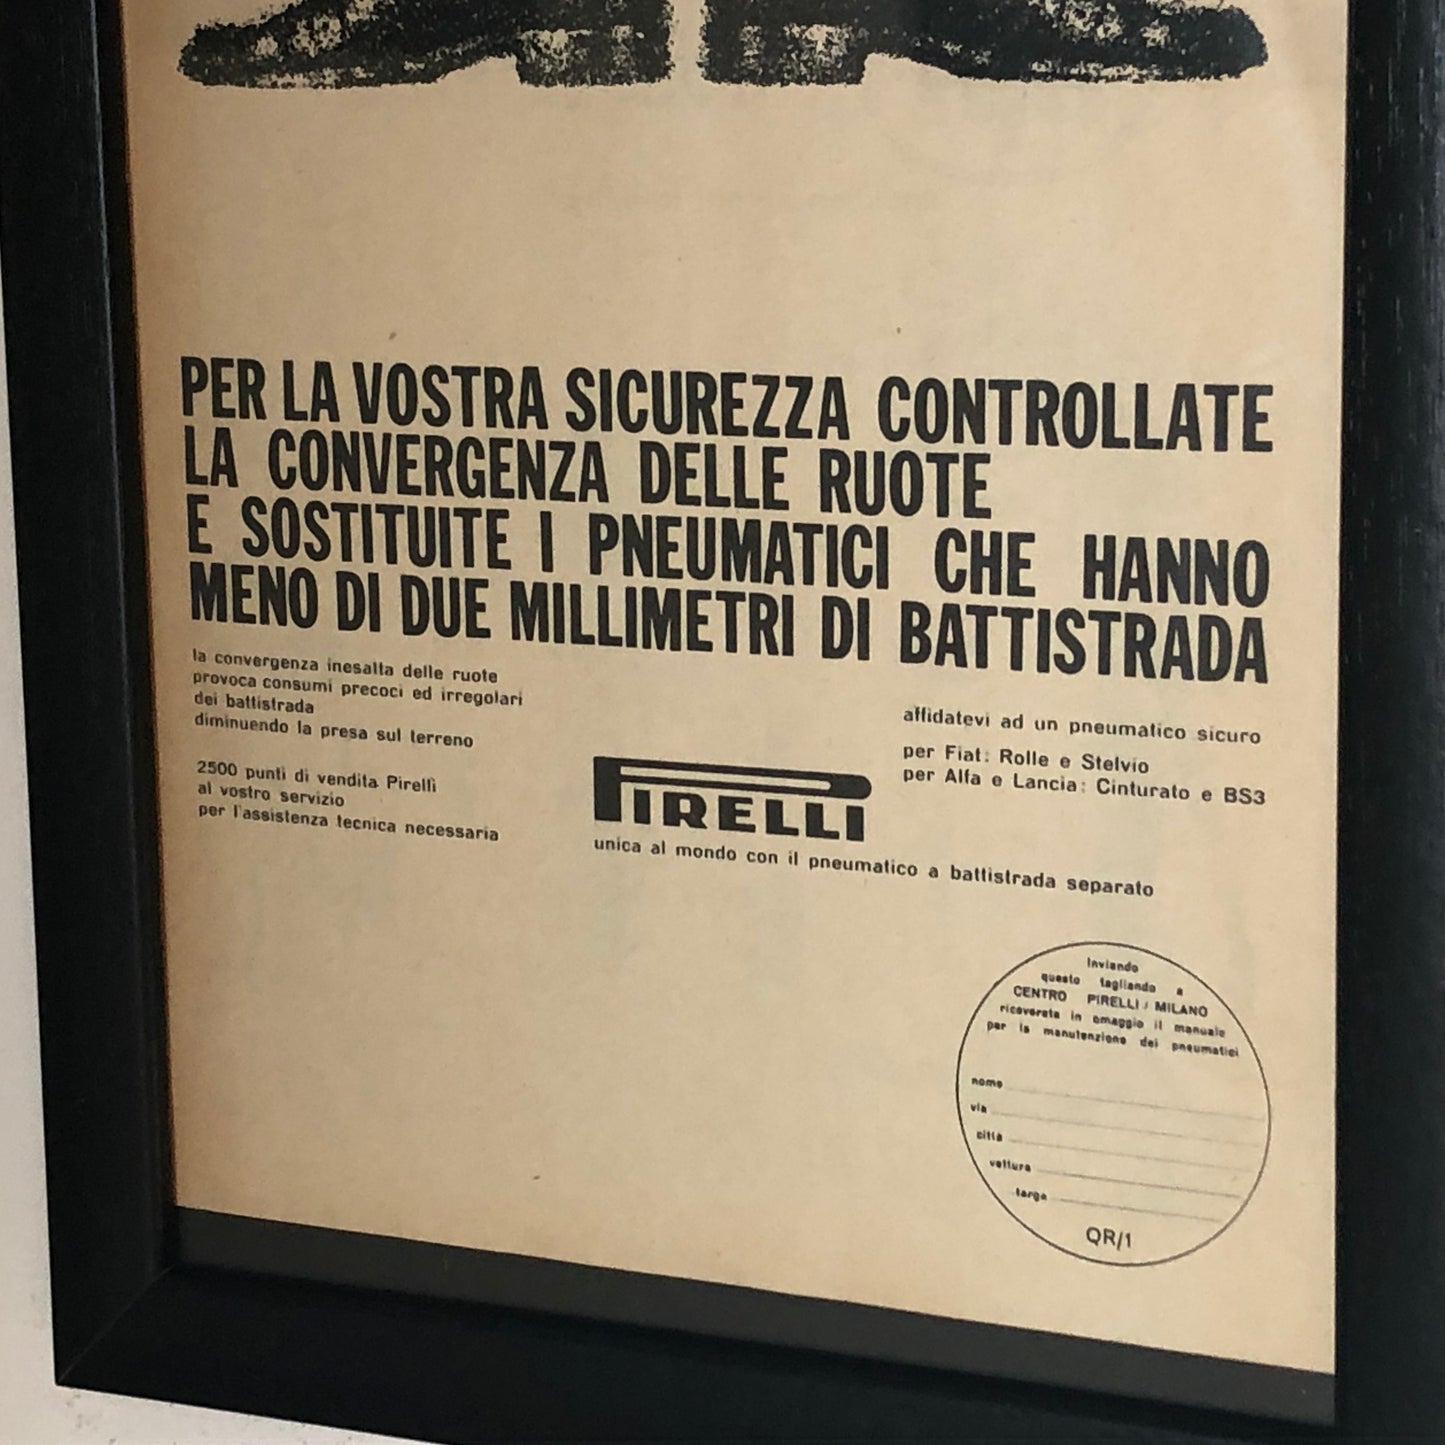 PER LA VOSTRA SICUREZZA CONTROLLATE
LA CONVERGENZA DELLE RUOTE
E SOSTITUITE I PNEUMATICI CHE HANNO
MENO DI DUE MILLIMETRI DI BATTISTRADA
la convergenza inesatta delle ruote
provoca consumi precoci ed irregolari
dei battistrada
diminuendo la presa sul terreno
2500 punti di vendita Pirelli
al vostro servizio
per l'assistenza tecnica necessaria
PIRELLI
unica al mondo con il pneumatico a battistrada separato
affidatevi ad un pneumatico sicuro
per Fiat: Rolle e Stelvio
per Alfa e Lancia: Cinturato e BS3
Inviando
questo tagliando a
CENTRO PIRELLI / MILANO
riceverete in omaggio il manuale
per la manutenzione dei pneumatici
nome
via
città
vettura
targa
QR/1